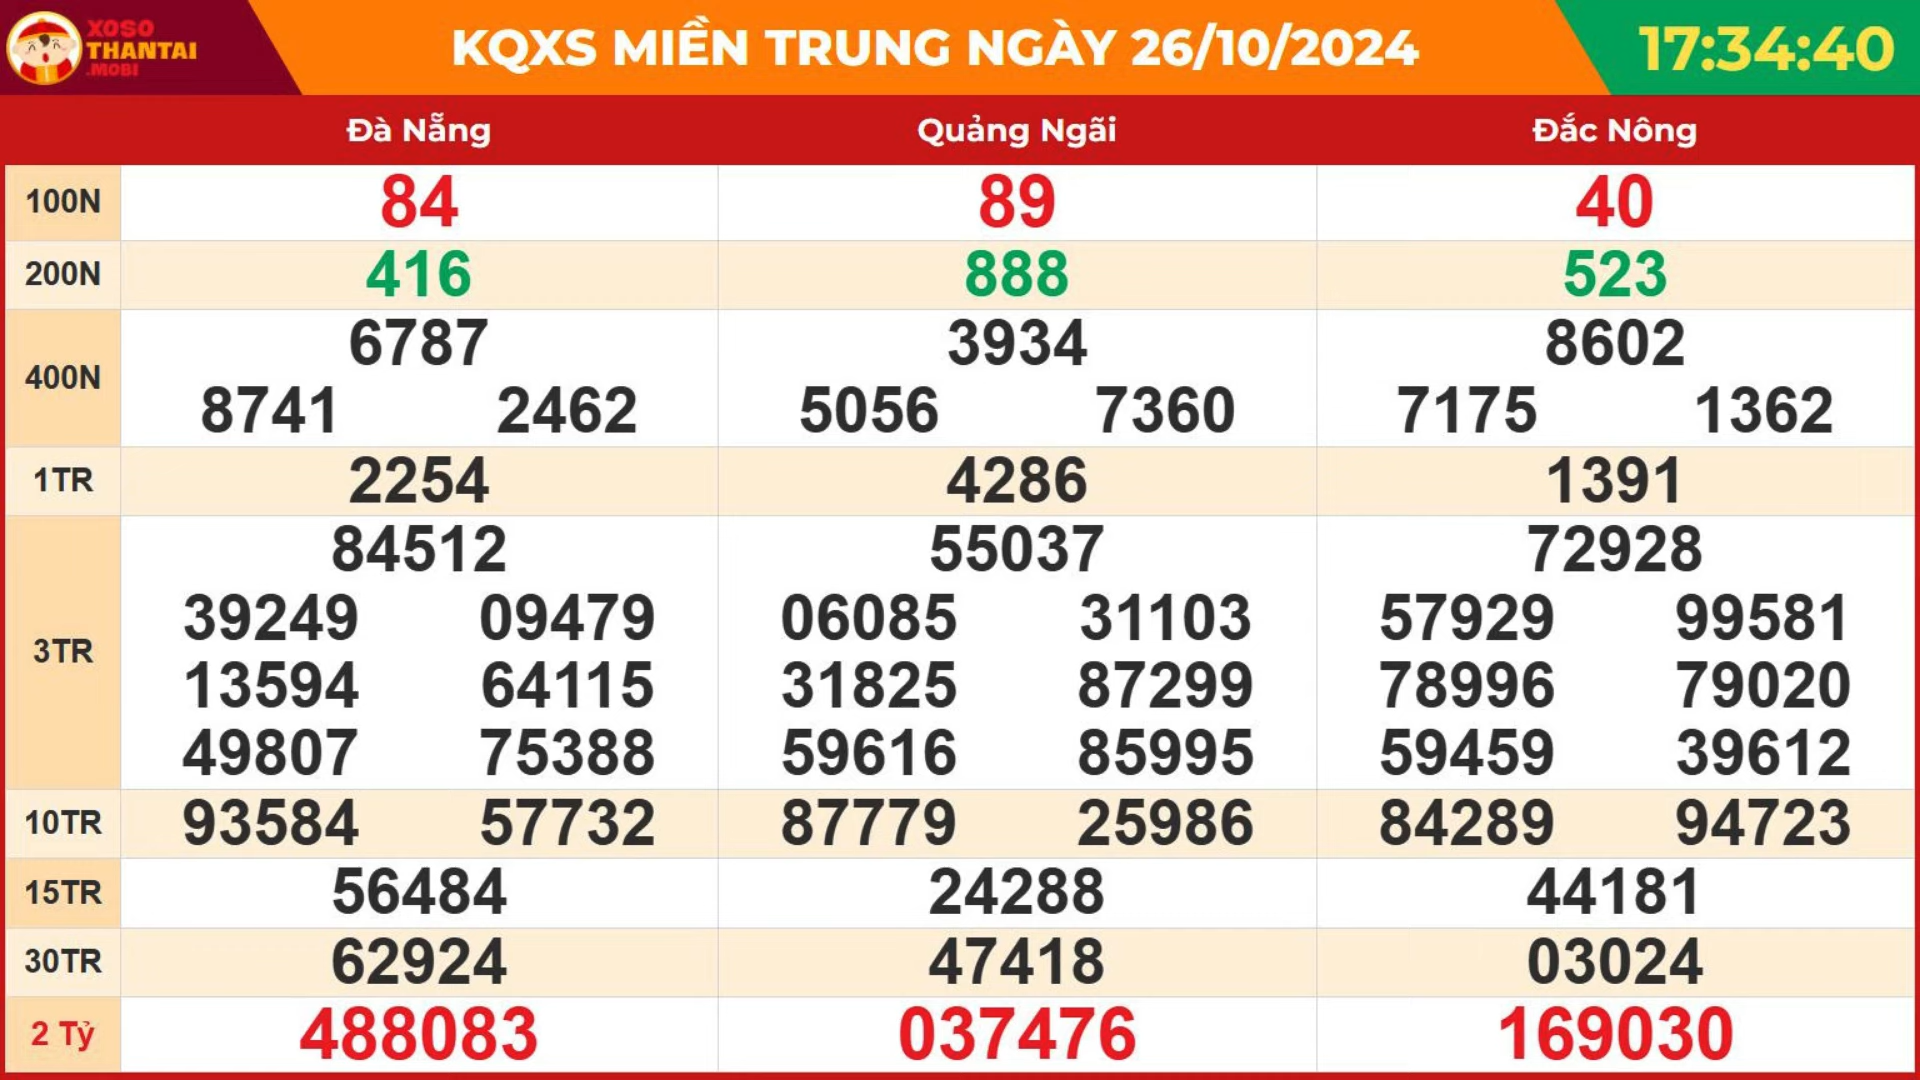 XOSO
THANTAI
.MOBI
KQXS MIỀN TRUNG NGÀY 26/10/2024
17:34:40
Đà Nẵng Quảng Ngãi Đắc Nông
100N 84 89 40
200N 416 888 523
400N
6787 3934 8602
8741 2462 5056 7360 7175 1362
1TR 2254 4286 1391
3TR
84512 55037 72928
39249 09479 06085 31103 57929 99581
13594 64115 31825 87299 78996 79020
49807 75388 59616 85995 59459 39612
10TR 93584 57732 87779 25986 84289 94723
15TR 56484 24288 44181
30TR 62924 47418 03024
2 Tỷ 488083 037476 169030